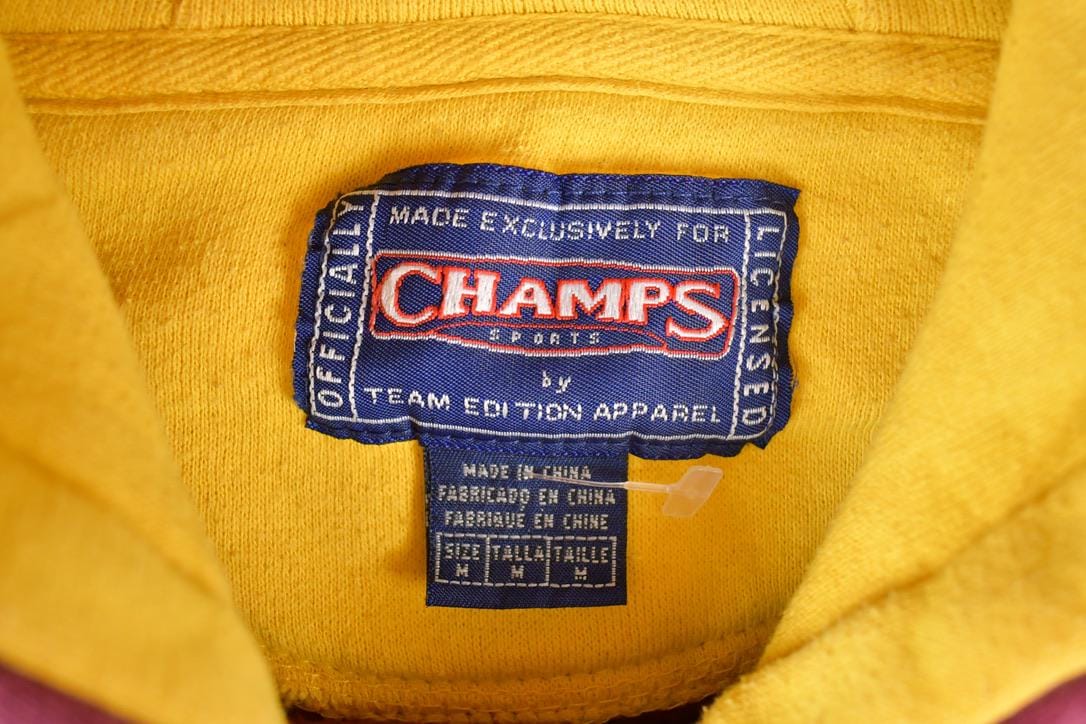 OFFICIALLY
MADE EXCLUSIVELY FOR
CHAMPS
SPORTS
by
TEAM EDITION APPAREL
LICENSED
MADE IN CHINA
FABRICADO EN CHINA
FABRIQUE EN CHINE
SIZE TALLA TAILLE
M M M